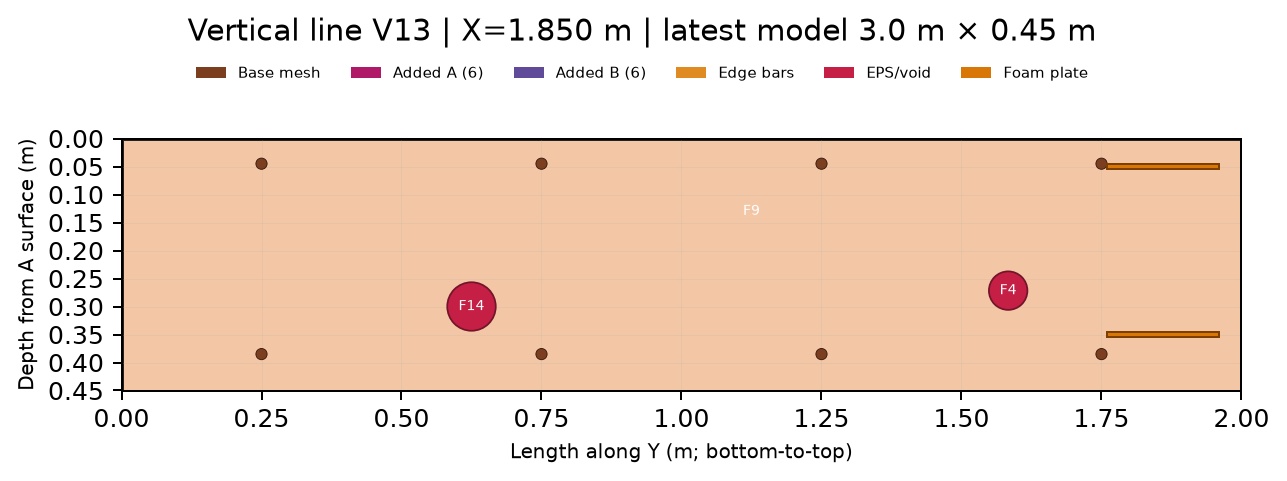 Vertical line V13 | X=1.850 m | latest model 3.0 m × 0.45 m
Base mesh
Added A (6)
Added B (6)
Edge bars
EPS/void
Foam plate
Depth from A surface (m)
0.00
0.05
0.10
0.15
0.20
0.25
0.30
0.35
0.40
0.45
F9
F14
F4
0.00
0.25
0.50
0.75
1.00
1.25
1.50
1.75
2.00
Length along Y (m; bottom-to-top)